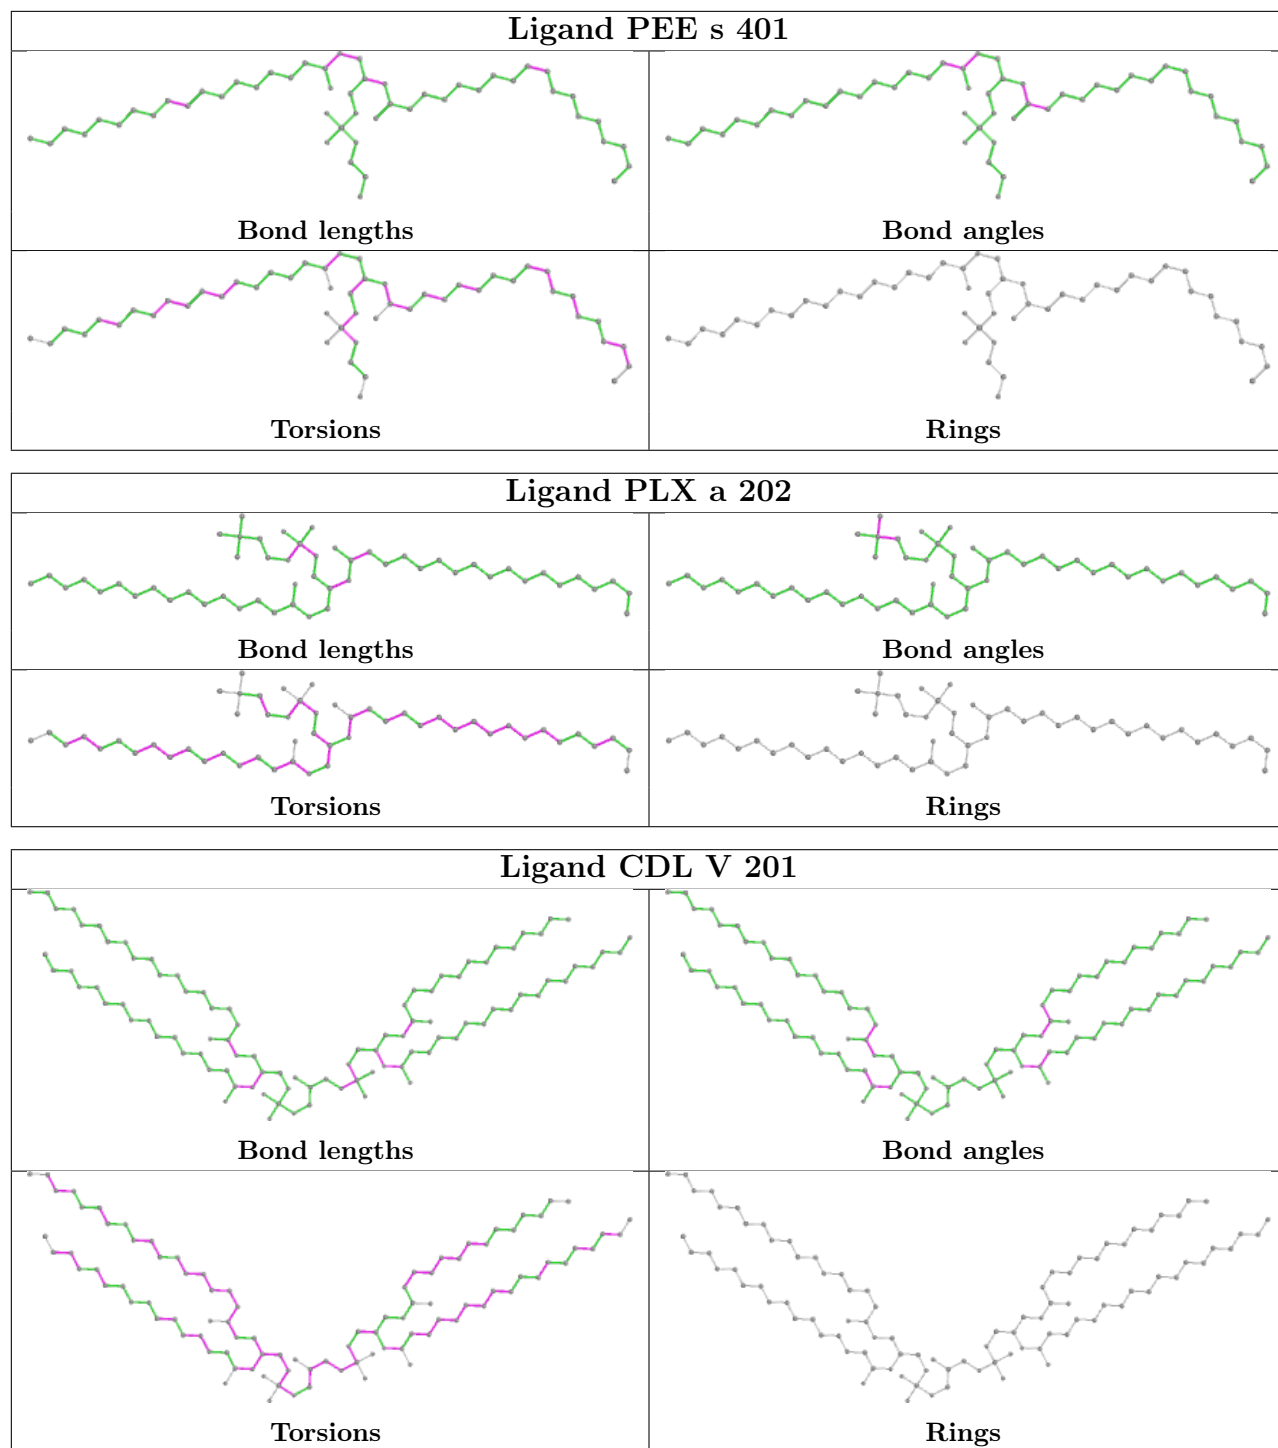 Ligand PEE s 401
Bond lengths
Bond angles
Torsions
Rings
Ligand PLX a 202
Bond lengths
Bond angles
Torsions
Rings
Ligand CDL V 201
Bond lengths
Bond angles
Torsions
Rings